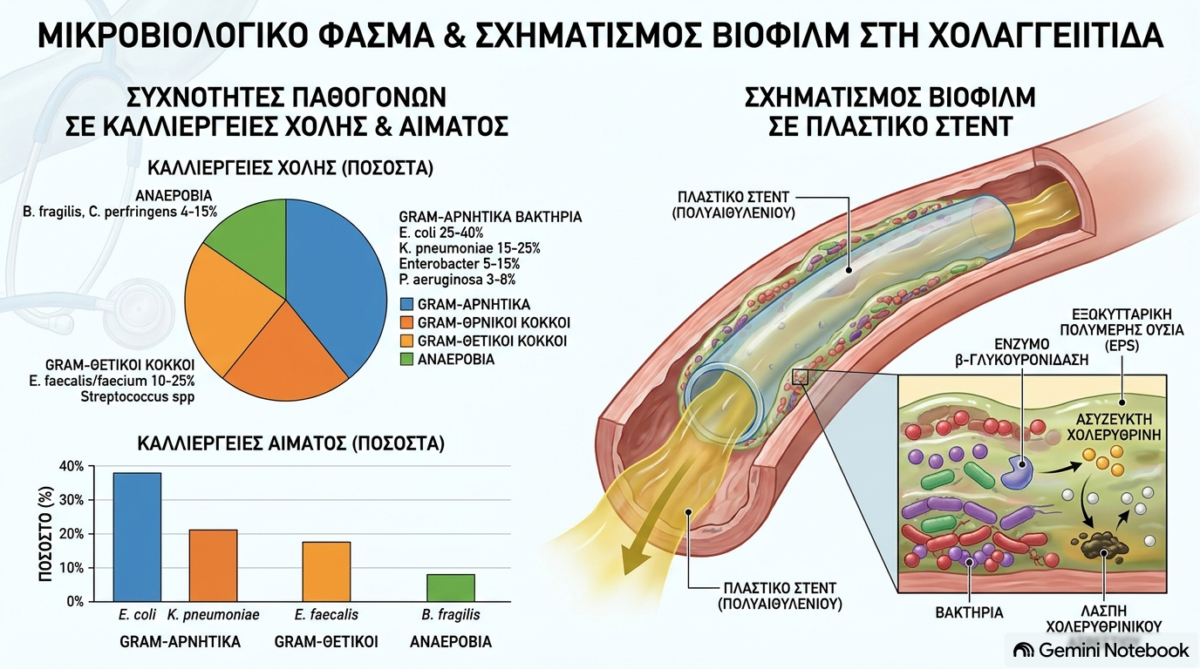 ΜΙΚΡΟΒΙΟΛΟΓΙΚΟ ΦΑΣΜΑ & ΣΧΗΜΑΤΙΣΜΟΣ ΒΙΟΦΙΛΜ ΣΤΗ ΧΟΛΑΓΓΕΙΙΤΙΔΑ
ΣΥΧΝΟΤΗΤΕΣ ΠΑΘΟΓΟΝΩΝ
ΣΕ ΚΑΛΛΙΕΡΓΕΙΕΣ ΧΟΛΗΣ & ΑΙΜΑΤΟΣ
ΚΑΛΛΙΕΡΓΕΙΕΣ ΧΟΛΗΣ (ΠΟΣΟΣΤΑ)
ΑΝΑΕΡΟΒΙΑ
B. fragilis, C. perfringens 4-15%
GRAM-ΑΡΝΗΤΙΚΑ ΒΑΚΤΗΡΙΑ
E. coli 25-40%
K. pneumoniae 15-25%
Enterobacter 5-15%
P. aeruginosa 3-8%
GRAM-ΑΡΝΗΤΙΚΑ
GRAM-ΘΡΝΙΚΟΙ ΚΟΚΚΟΙ
GRAM-ΘΕΤΙΚΟΙ ΚΟΚΚΟΙ
ΑΝΑΕΡΟΒΙΑ
GRAM-ΘΕΤΙΚΟΙ ΚΟΚΚΟΙ
E. faecalis/faecium 10-25%
Streptococcus spp
ΚΑΛΛΙΕΡΓΕΙΕΣ ΑΙΜΑΤΟΣ (ΠΟΣΟΣΤΑ)
ΠΟΣΟΣΤΟ (%)
40%
30%
20%
10%
0%
E. coli
K. pneumoniae
E. faecalis
B. fragilis
GRAM-ΑΡΝΗΤΙΚΑ
GRAM-ΘΕΤΙΚΟΙ
ΑΝΑΕΡΟΒΙΑ
ΣΧΗΜΑΤΙΣΜΟΣ ΒΙΟΦΙΛΜ
ΣΕ ΠΛΑΣΤΙΚΟ ΣΤΕΝΤ
ΠΛΑΣΤΙΚΟ ΣΤΕΝΤ
(ΠΟΛΥΑΙΘΥΛΕΝΙΟΥ)
ΕΞΩΚΥΤΤΑΡΙΚΗ
ΠΟΛΥΜΕΡΗΣ ΟΥΣΙΑ
(EPS)
ΕΝΖΥΜΟ
β-ΓΛΥΚΟΥΡΟΝΙΔΑΣΗ
ΑΣΥΖΕΥΚΤΗ
ΧΟΛΕΡΥΘΡΙΝΗ
ΠΛΑΣΤΙΚΟ ΣΤΕΝΤ
(ΠΟΛΥΑΙΘΥΛΕΝΙΟΥ)
ΒΑΚΤΗΡΙΑ
ΛΑΣΠΗ
ΧΟΛΕΡΥΘΡΙΝΙΚΟΥ
Gemini Notebook